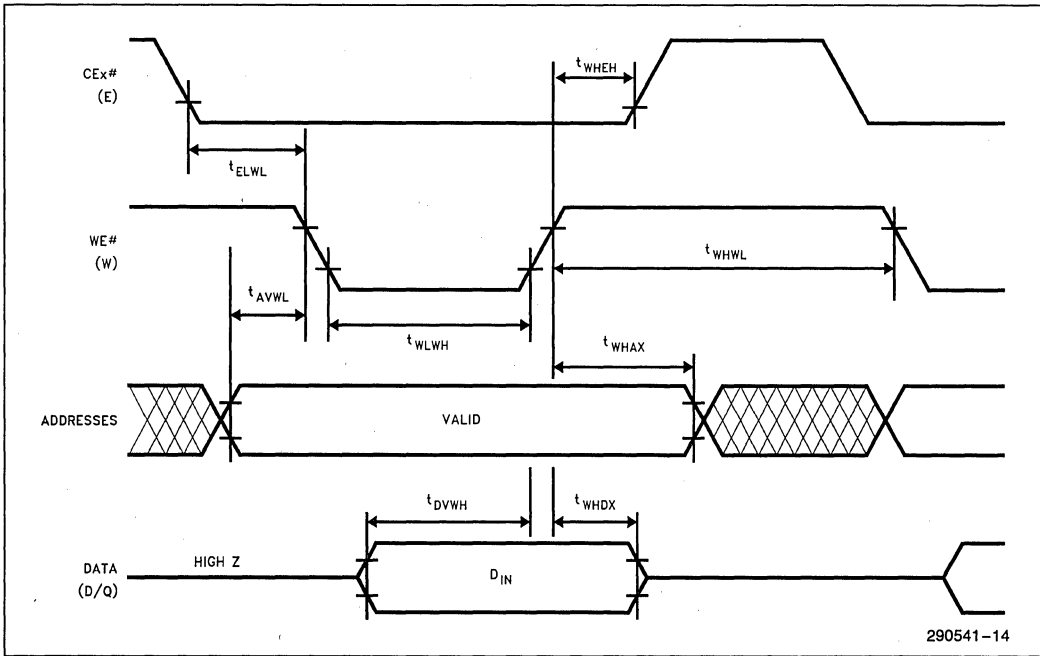 CEx#
(E)
tWHEH
tELWL
WE#
(W)
tWHWL
tAVWL
tWLWH
tWHAX
ADDRESSES
VALID
tDVWH
tWHDX
DATA
(D/Q)
HIGH Z
DIN
290541-14